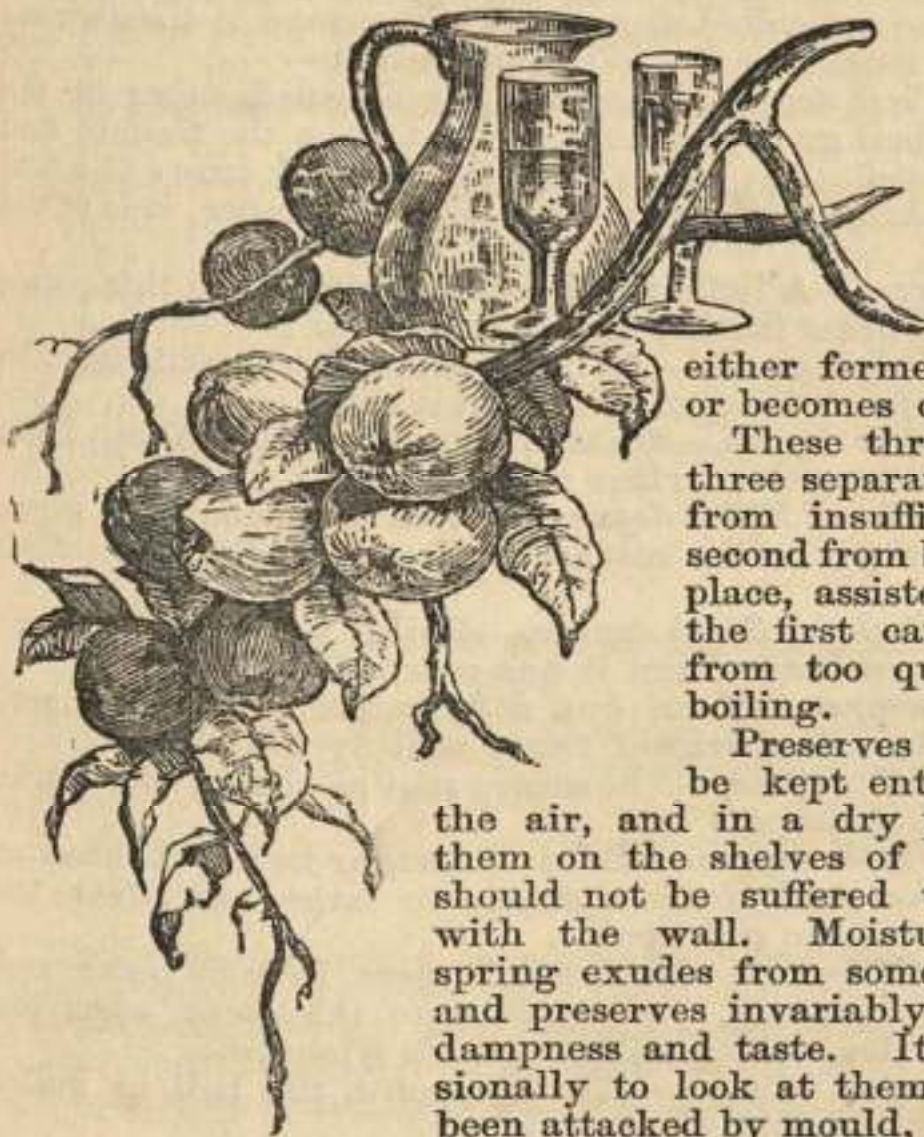 A
either ferme
or becomes
These thr
three separa
from insuffi
second from
place, assiste
the first ca
from too qu
boiling.
Preserves
be kept ent
the air, and in a dry
them on the shelves of
should not be suffered
with the wall. Moistu
spring exudes from some
and preserves invariably
dampness and taste. It
sionally to look at them
been attacked by mould,